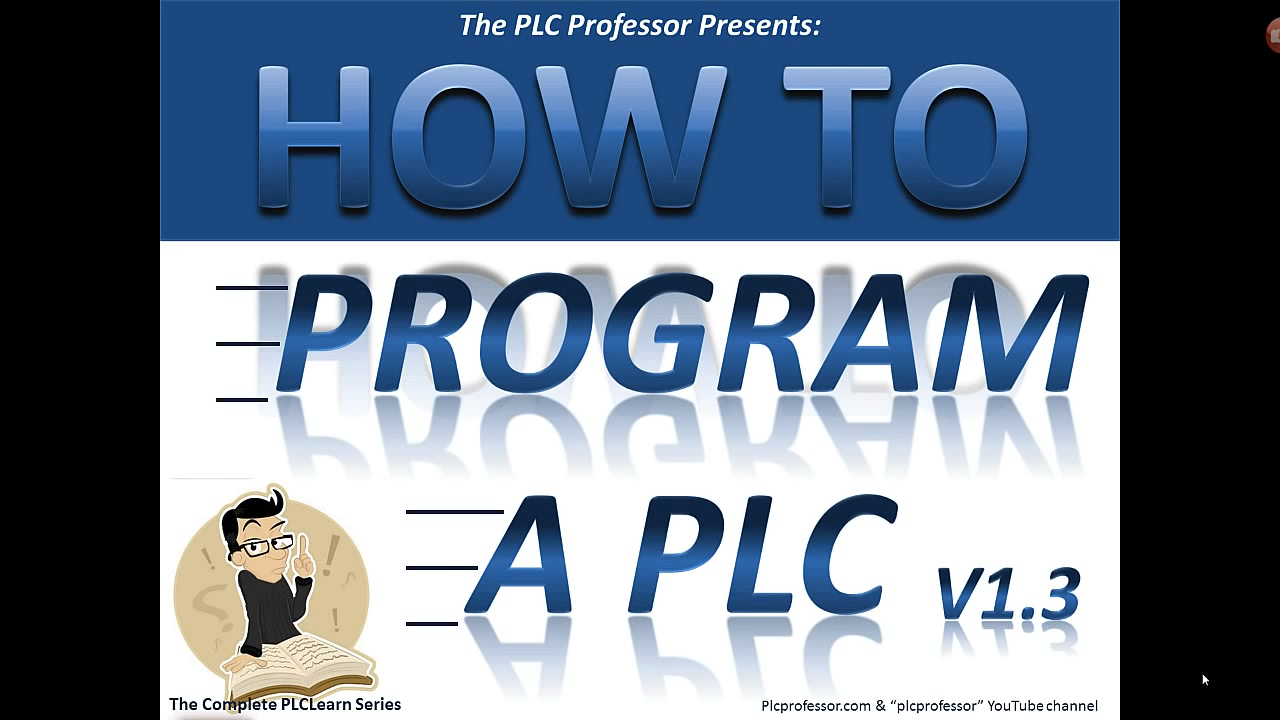 The PLC Professor Presents:
HOW TO
PROGRAM
A PLC V1.3
The Complete PLCLearn Series
Plcprofessor.com & “plcprofessor” YouTube channel